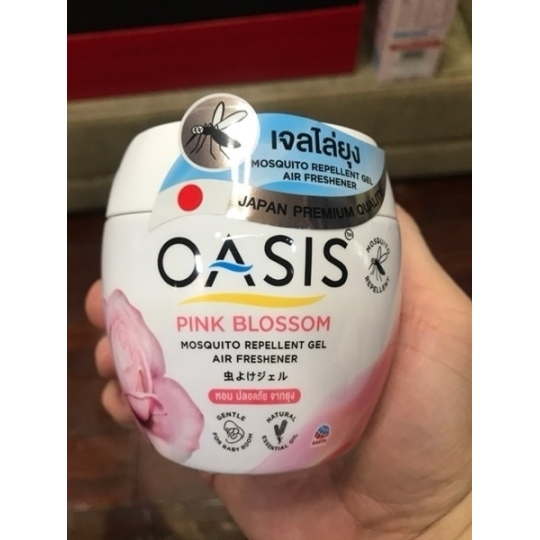 เจลไล่ยุง
MOSQUITO REPELLENT GEL
AIR FRESHENER
JAPAN PREMIUM QUALITY
OASIS
TM
MOSQUITO REPELLENT
PINK BLOSSOM
MOSQUITO REPELLENT GEL
AIR FRESHENER
虫よけジェル
หอม ปลอดภัย จากยุง
GENTLE FOR BABY ROOM
NATURAL ESSENTIAL OIL
EARTH